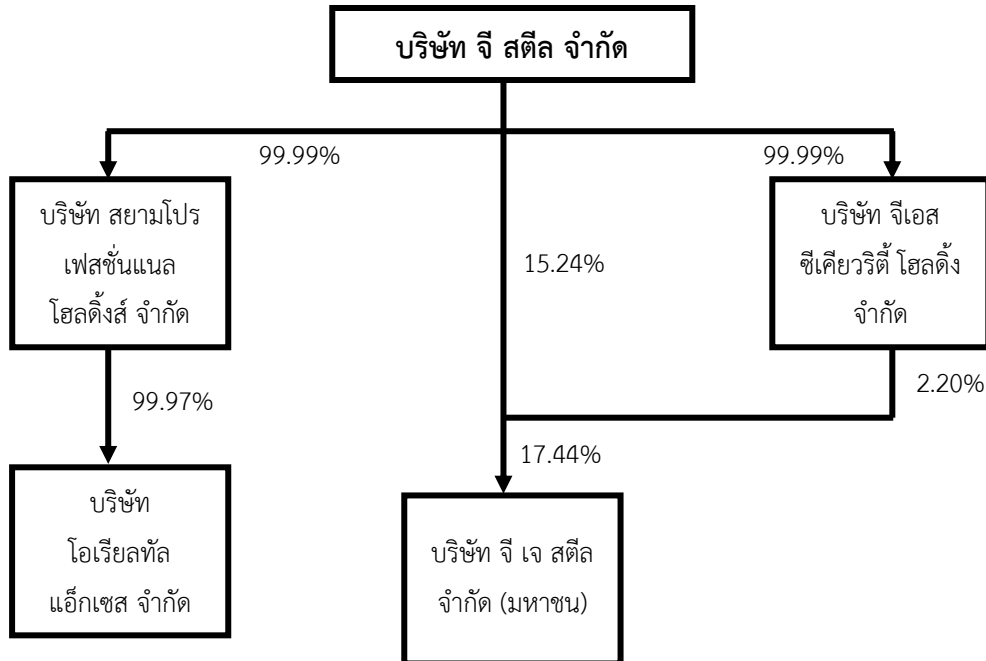 บริษัท จี สตีล จำกัด
99.99%
99.99%
บริษัท สยามโปร
เฟสชั่นแนล
โฮลดิ้งส์ จำกัด
15.24%
บริษัท จีเอส
ซีเคียวริตี้ โฮลดิ้ง
จำกัด
99.97%
2.20%
17.44%
บริษัท
โอเรียลทัล
แอ็กเซส จำกัด
บริษัท จี เจ สตีล
จำกัด (มหาชน)